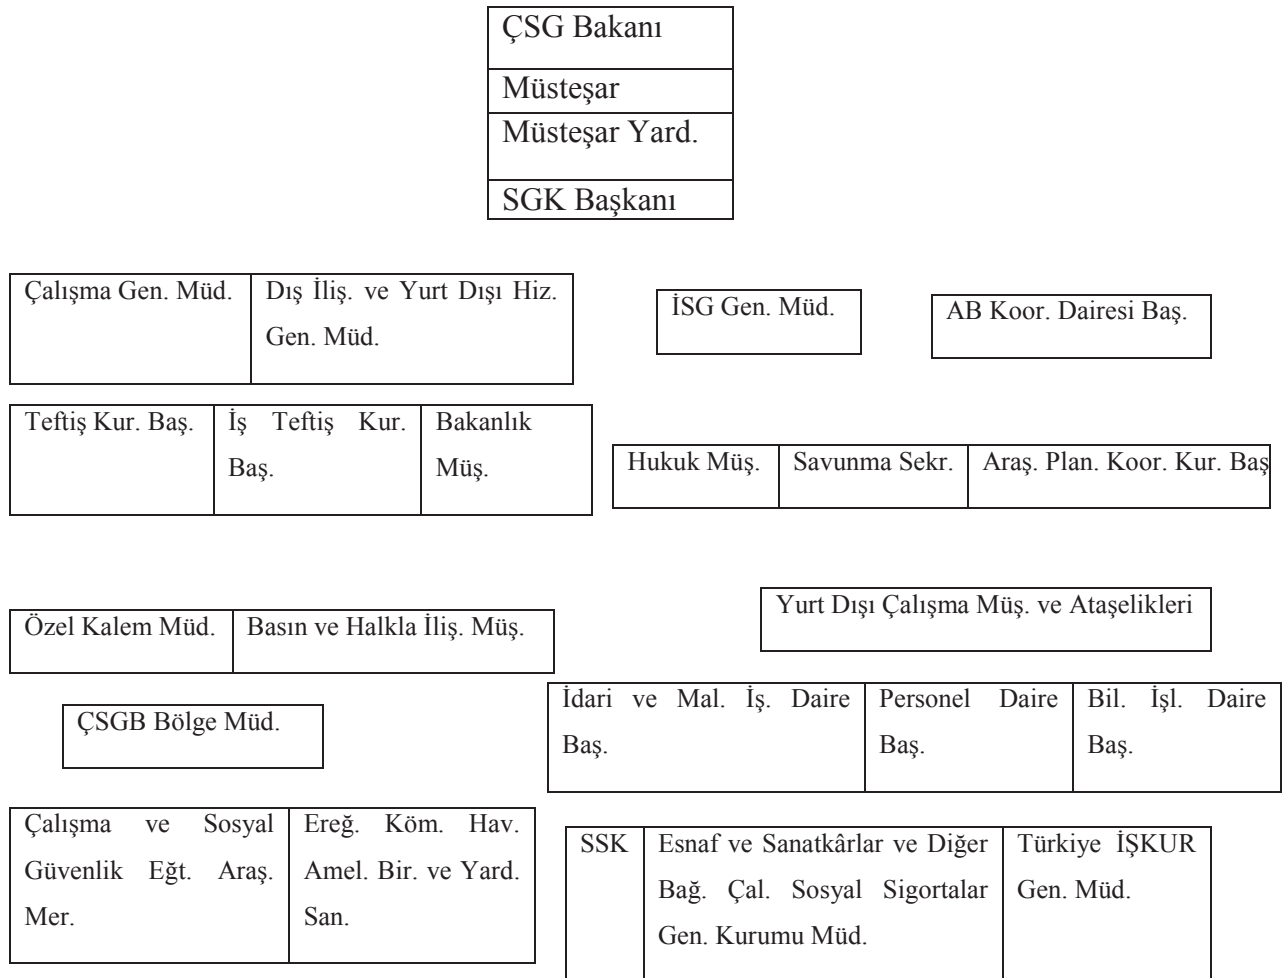 ÇSG Bakanı
Müsteşar
Müsteşar Yard.
SGK Başkanı
Çalışma Gen. Müd.
Dış İliş. ve Yurt Dışı Hiz.
Gen. Müd.
İSG Gen. Müd.
AB Koor. Dairesi Baş.
Teftiş Kur. Baş.
İş Teftiş Kur.
Baş.
Bakanlık
Müş.
Hukuk Müş.
Savunma Sekr.
Araş. Plan. Koor. Kur. Baş
Özel Kalem Müd.
Basın ve Halkla İliş. Müş.
Yurt Dışı Çalışma Müş. ve Ataşelikleri
ÇSGB Bölge Müd.
İdari ve Mal. İş. Daire
Baş.
Personel Daire
Baş.
Bil. İşl. Daire
Baş.
Çalışma ve Sosyal
Güvenlik Eğt. Araş.
Mer.
Ereğ. Köm. Hav.
Amel. Bir. ve Yard.
San.
SSK
Esnaf ve Sanatkârlar ve Diğer
Bağ. Çal. Sosyal Sigortalar
Gen. Kurumu Müd.
Türkiye İŞKUR
Gen. Müd.